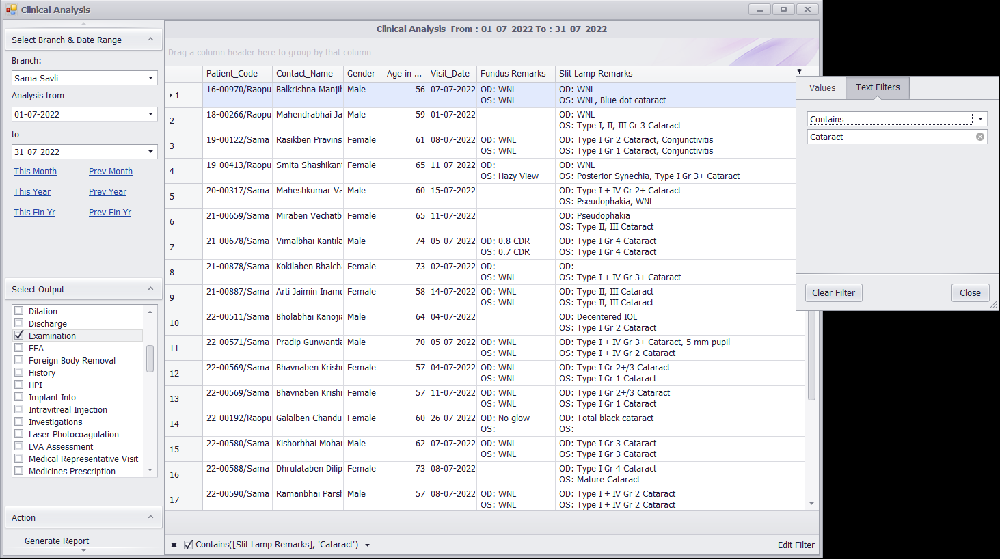 Clinical Analysis
Select Branch & Date Range
Branch:
Sama Savli
Analysis from
01-07-2022
to
31-07-2022
This Month Prev Month
This Year Prev Year
This Fin Yr Prev Fin Yr
Select Output
Dilation
Discharge
Examination
FFA
Foreign Body Removal
History
HPI
Implant Info
Intravitreal Injection
Investigations
Laser Photocoagulation
LVA Assessment
Medical Representative Visit
Medicines Prescription
Action
Generate Report
Clinical Analysis From : 01-07-2022 To : 31-07-2022
Drag a column header here to group by that column
Patient_Code Contact_Name Gender Age in ... Visit_Date Fundus Remarks Slit Lamp Remarks
1 16-00970/Raopu Balkrishna Manjib Male 56 07-07-2022 OD: WNL OD: WNL
OS: WNL OS: WNL, Blue dot cataract
2 18-00266/Raopu Mahendrabhai Ja Male 59 01-07-2022 OD: WNL
OS: Type I, II, III Gr 3 Cataract
3 19-00122/Sama Rasikben Pravins Female 61 08-07-2022 OD: WNL OD: Type I Gr 2 Cataract, Conjunctivitis
OS: WNL OS: Type I Gr 1 Cataract, Conjunctivitis
4 19-00413/Raopu Smita Shashikan Female 65 11-07-2022 OD: OD: WNL
OS: Hazy View OS: Posterior Synechia, Type I Gr 3+ Cataract
5 20-00317/Sama Maheshkumar Va Male 60 15-07-2022 OD: Type I + IV Gr 2+ Cataract
OS: Pseudophakia, WNL
6 21-00659/Sama Miraben Vechatb Female 65 11-07-2022 OD: Pseudophakia
OS: Type II, III Cataract
7 21-00678/Sama Vimalbhai Kantila Male 74 05-07-2022 OD: 0.8 CDR OD: Type I Gr 4 Cataract
OS: 0.7 CDR OS: Type I Gr 4 Cataract
8 21-00878/Sama Kokilaben Bhalch Female 73 02-07-2022 OD: OD:
OS: WNL OS: Type I + IV Gr 3+ Cataract
9 21-00887/Sama Arti Jaimin Inamd Female 58 14-07-2022 OD: WNL OD: Type II, III Cataract
OS: WNL OS: Type II, III Cataract
10 22-00511/Sama Bholabhai Kanoji Male 64 04-07-2022 OD: Decentered IOL
OS: Type I Gr 2 Cataract
11 22-00571/Sama Pradip Gunwantla Male 70 05-07-2022 OD: WNL OD: Type I + IV Gr 3+ Cataract, 5 mm pupil
OS: WNL OS: Type I + IV Gr 2 Cataract
12 22-00569/Sama Bhavnaben Krishn Female 57 04-07-2022 OD: WNL OD: Type I Gr 2+/3 Cataract
OS: WNL OS: Type I Gr 1 Cataract
13 22-00569/Sama Bhavnaben Krishn Female 57 11-07-2022 OD: WNL OD: Type I Gr 2+/3 Cataract
OS: WNL OS: Type I Gr 1 Cataract
14 22-00192/Raopu Galalben Chandu Female 60 26-07-2022 OD: No glow OD: Total black cataract
OS: OS:
15 22-00580/Sama Kishorbhai Mohan Male 62 07-07-2022 OD: WNL OD: Type I Gr 3 Cataract
OS: WNL OS: Type I Gr 3 Cataract
16 22-00588/Sama Dhrulataben Dilip Female 73 08-07-2022 OD: Type I Gr 4 Cataract
OS: Mature Cataract
17 22-00590/Sama Ramanbhai Parsh Male 57 08-07-2022 OD: WNL OD: Type I + IV Gr 2 Cataract
OS: WNL OS: Type I + IV Gr 2 Cataract
Contains([Slit Lamp Remarks], 'Cataract') Edit Filter
Values Text Filters
Contains
Cataract
Clear Filter Close